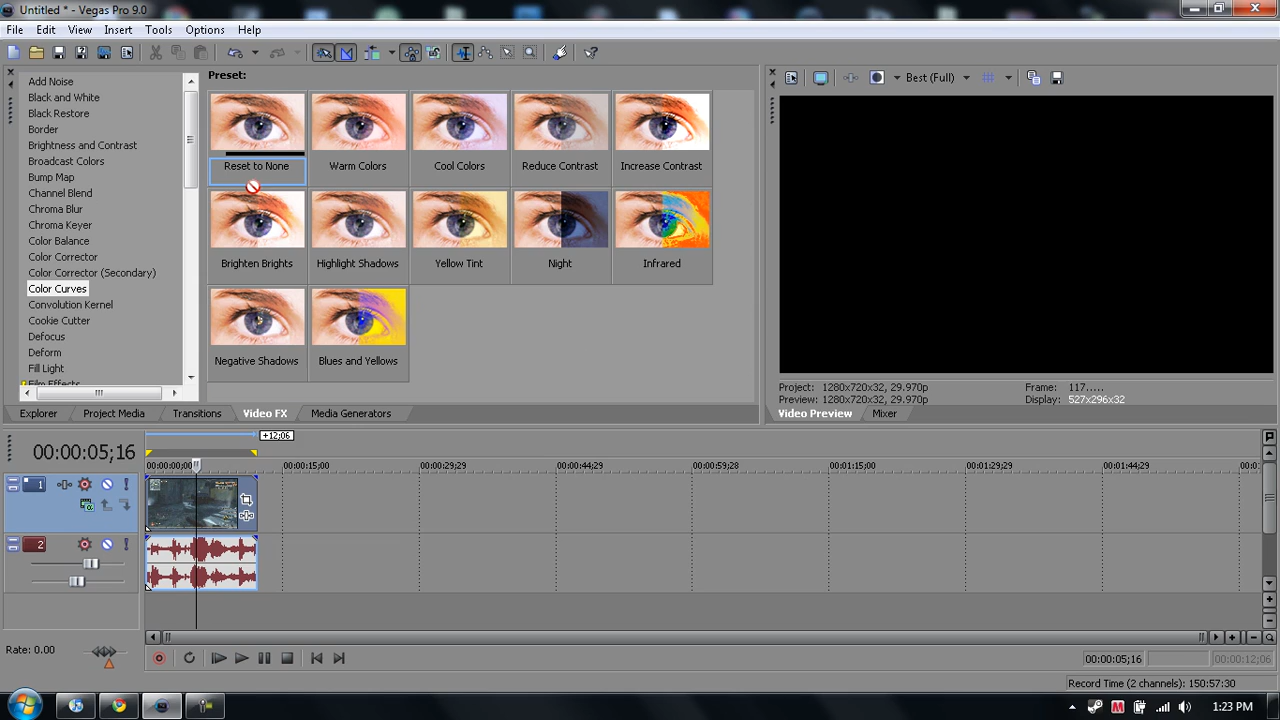 Untitled * - Vegas Pro 9.0
File Edit View Insert Tools Options Help
Add Noise
Black and White
Black Restore
Border
Brightness and Contrast
Broadcast Colors
Bump Map
Channel Blend
Chroma Blur
Chroma Keyer
Color Balance
Color Corrector
Color Corrector (Secondary)
Color Curves
Convolution Kernel
Cookie Cutter
Defocus
Deform
Fill Light
Film Effects
Preset:
Reset to None Warm Colors Cool Colors Reduce Contrast Increase Contrast
Brighten Brights Highlight Shadows Yellow Tint Night Infrared
Negative Shadows Blues and Yellows
Best (Full)
Project: 1280x720x32, 29.970p Frame: 117.....
Preview: 1280x720x32, 29.970p Display: 527x296x32
Explorer Project Media Transitions Video FX Media Generators
Video Preview Mixer
+12;06
00:00:05;16
00:00:00;00 00:00:15;00 00:00:29;29 00:00:44;29 00:00:59;28 00:01:15;00 00:01:29;29 00:01:44;29
1
2
Rate: 0.00
00:00:05;16 00:00:12;06
Record Time (2 channels): 150:57:30
1:23 PM